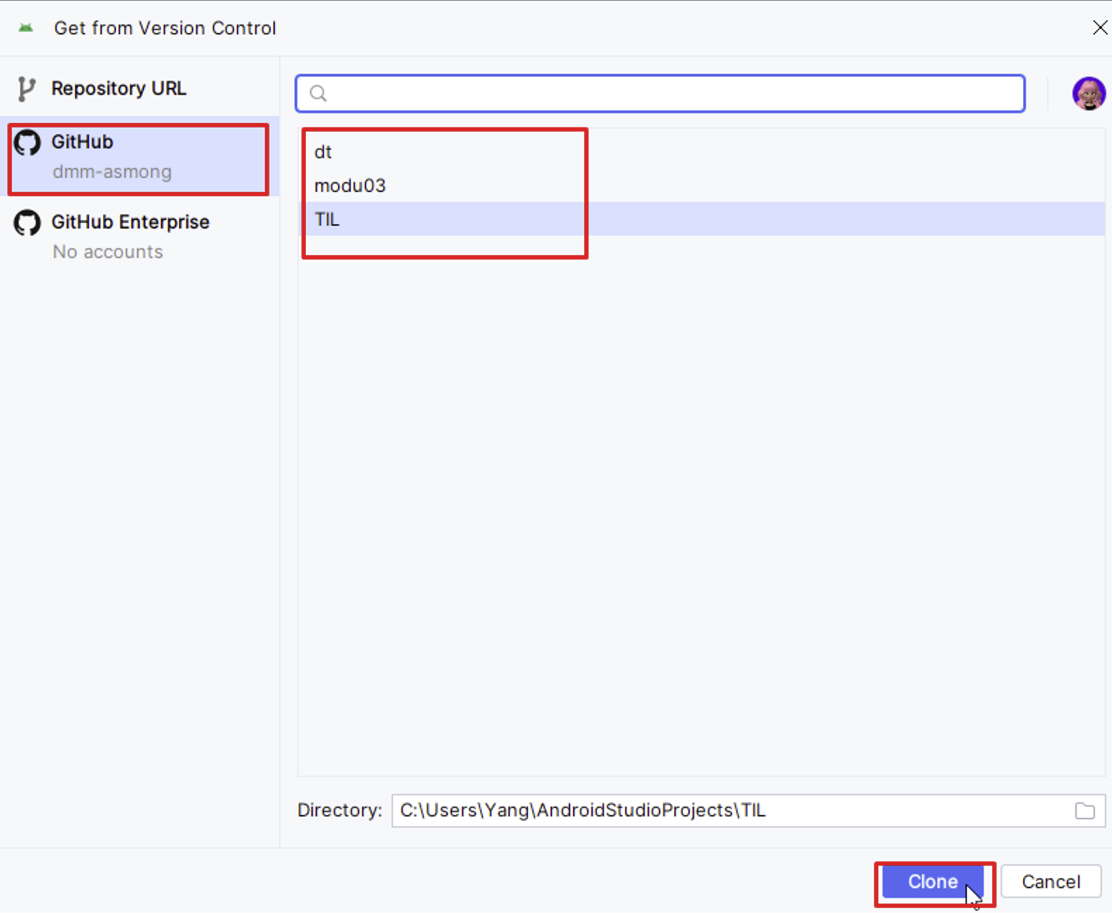 Get from Version Control
Repository URL
GitHub
dmm-asmong
GitHub Enterprise
No accounts
dt
modu03
TIL
Directory: C:\Users\Yang\AndroidStudioProjects\TIL
Clone Cancel